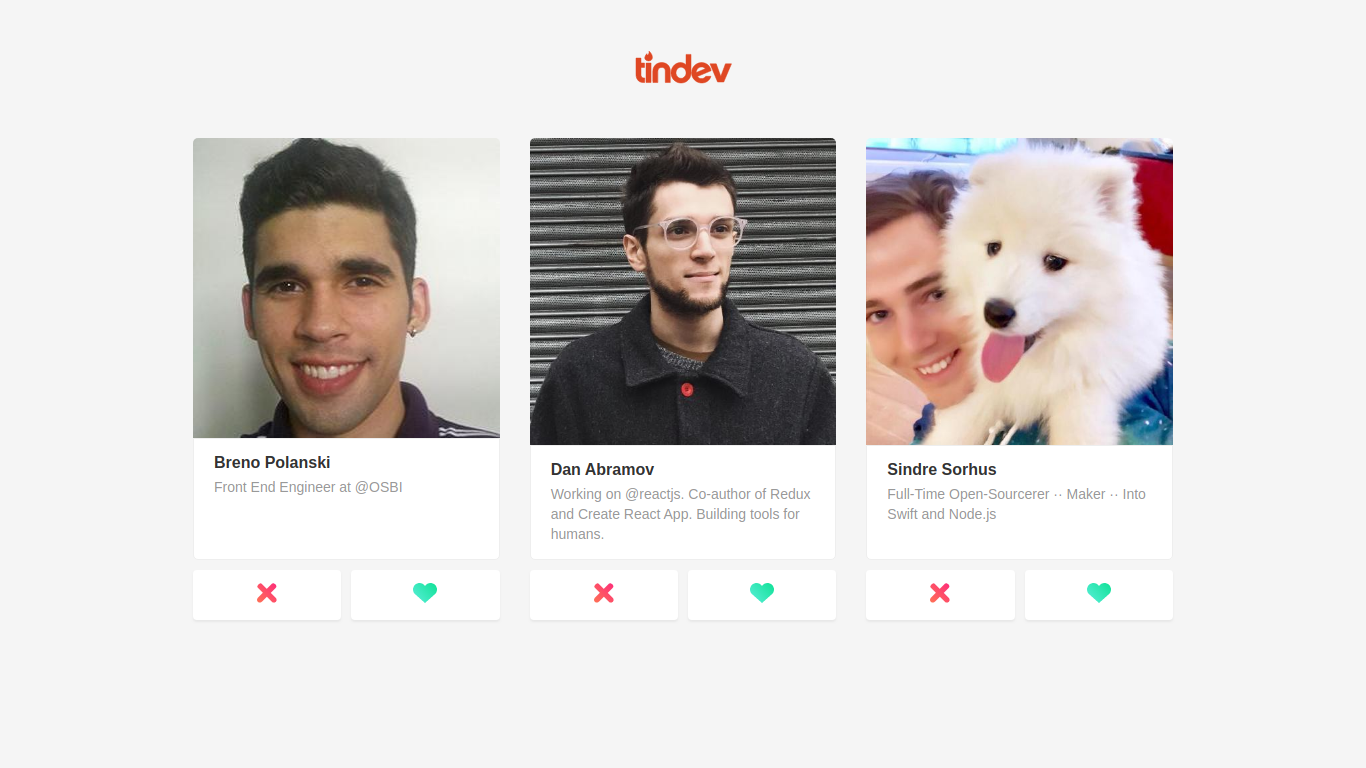 tindev
Breno Polanski
Front End Engineer at @OSBI
Dan Abramov
Working on @reactjs. Co-author of Redux
and Create React App. Building tools for
humans.
Sindre Sorhus
Full-Time Open-Sourcerer ·· Maker ·· Into
Swift and Node.js